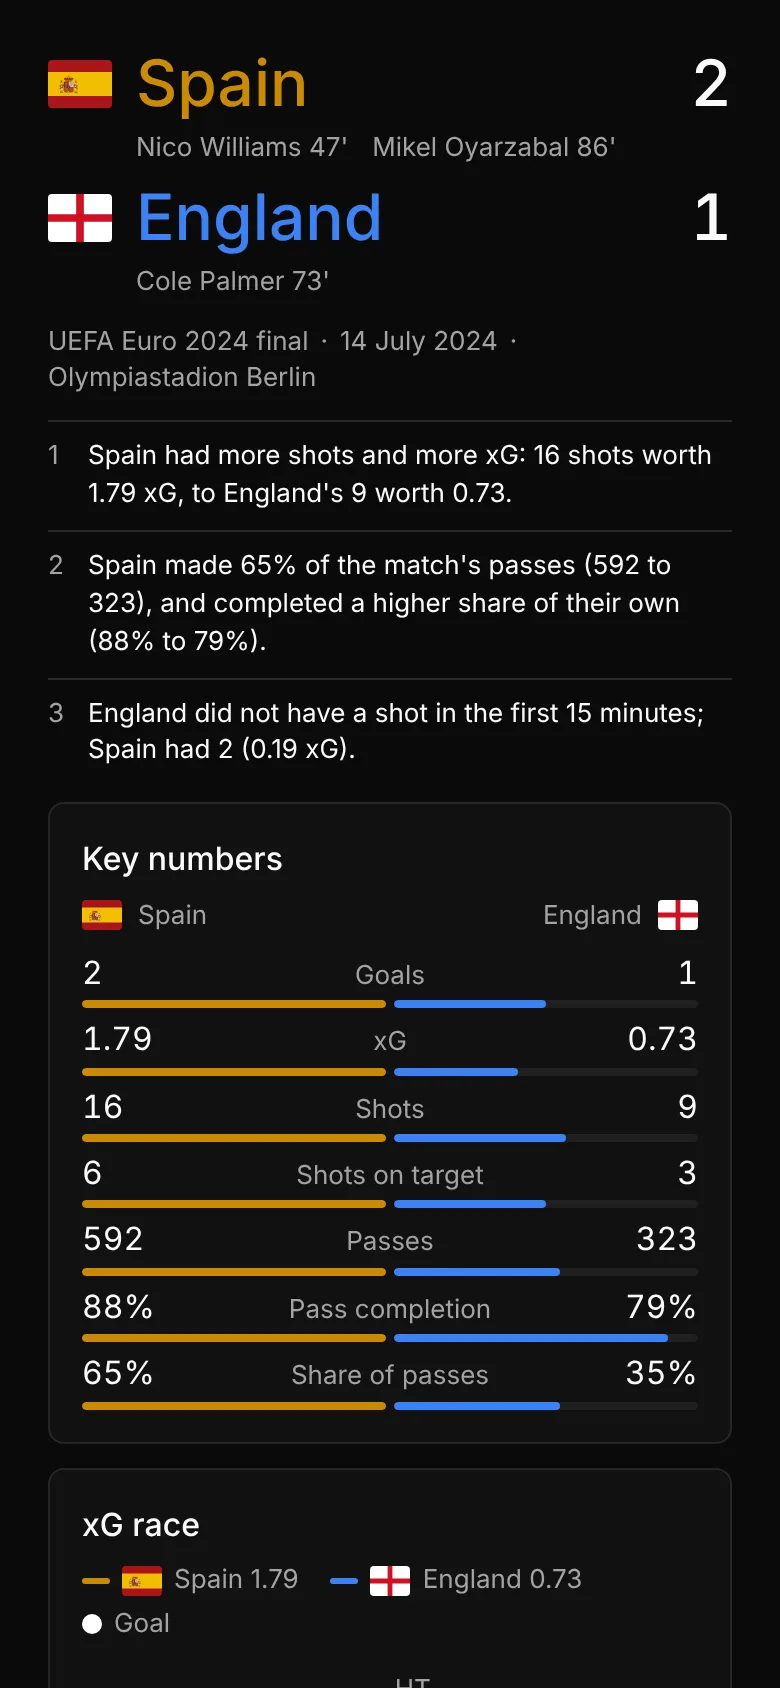 Spain 2
Nico Williams 47' Mikel Oyarzabal 86'
England 1
Cole Palmer 73'
UEFA Euro 2024 final · 14 July 2024 ·
Olympiastadion Berlin
1 Spain had more shots and more xG: 16 shots worth
1.79 xG, to England's 9 worth 0.73.
2 Spain made 65% of the match's passes (592 to
323), and completed a higher share of their own
(88% to 79%).
3 England did not have a shot in the first 15 minutes;
Spain had 2 (0.19 xG).
Key numbers
Spain England
2 Goals 1
1.79 xG 0.73
16 Shots 9
6 Shots on target 3
592 Passes 323
88% Pass completion 79%
65% Share of passes 35%
xG race
Spain 1.79 England 0.73
Goal
HT